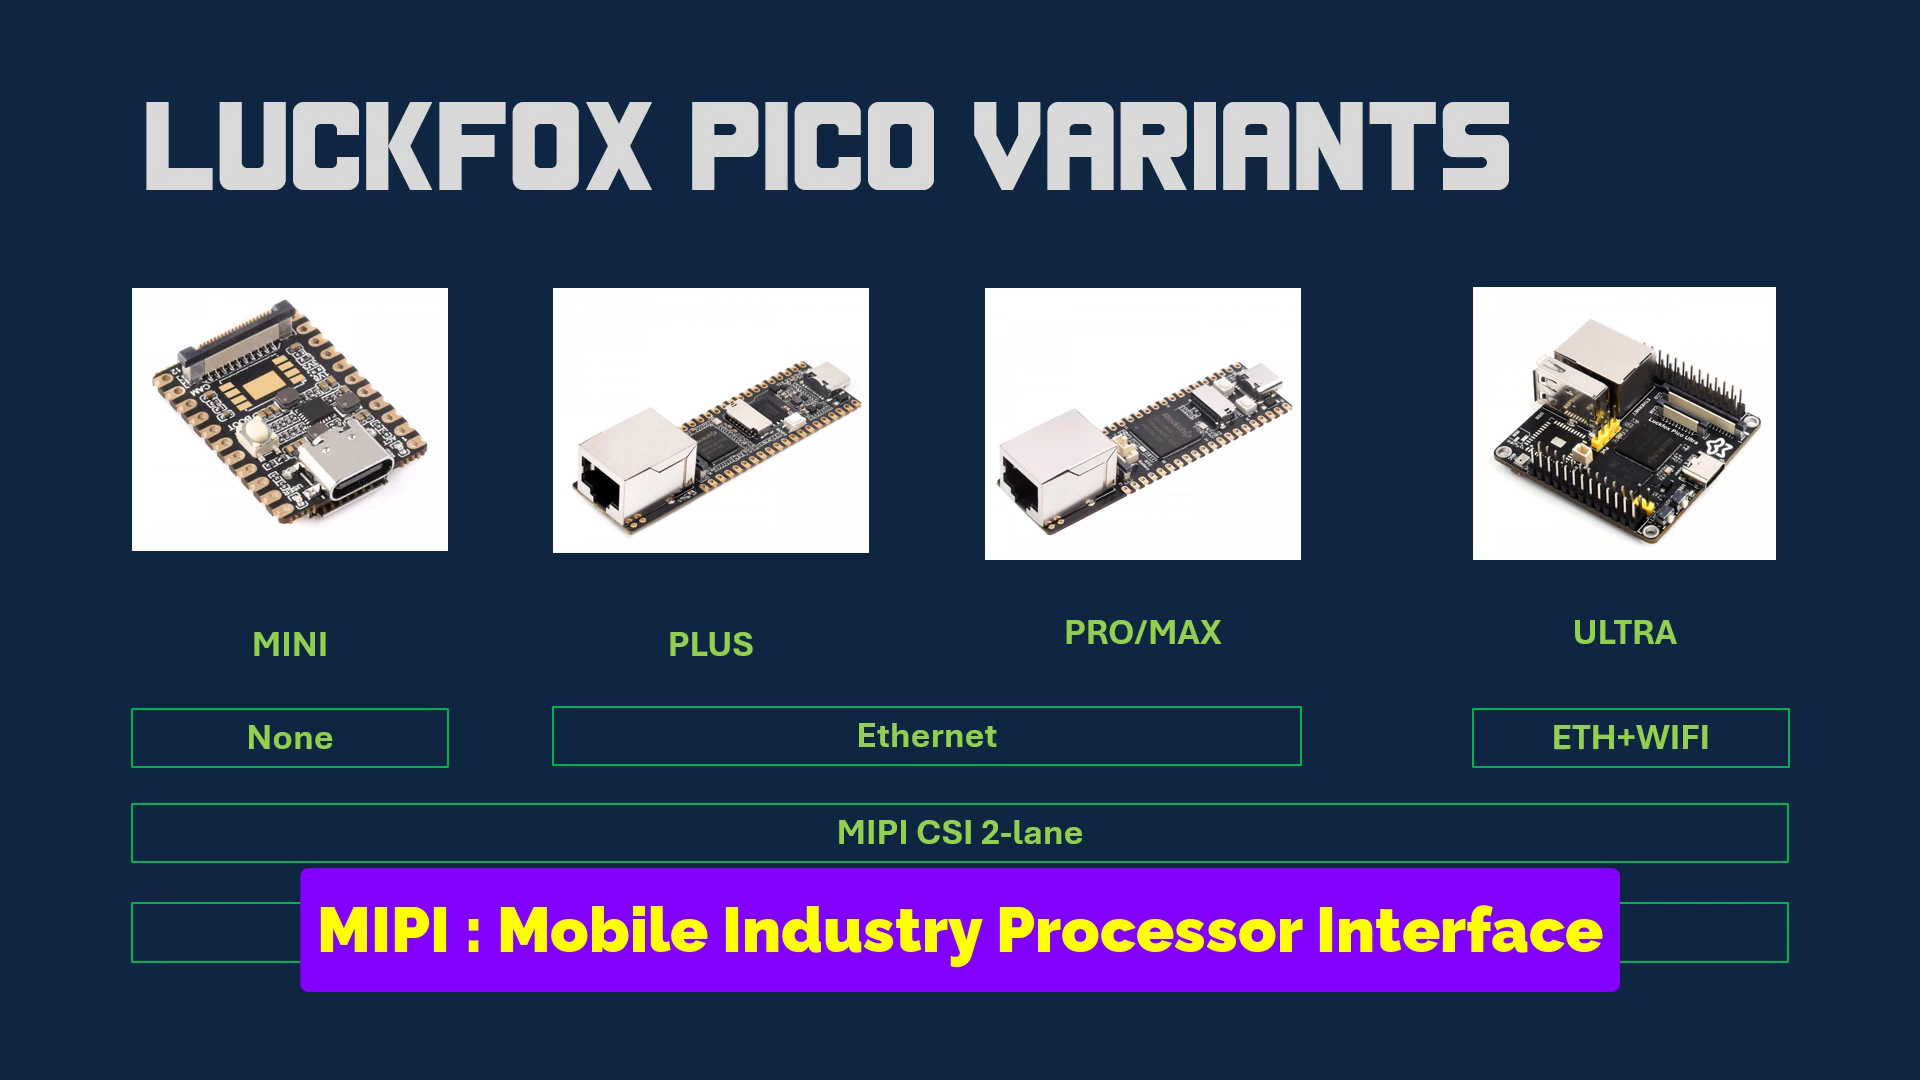 LUCKFOX PICO VARIANTS
MINI
PLUS
PRO/MAX
ULTRA
None
Ethernet
ETH+WIFI
MIPI CSI 2-lane
MIPI : Mobile Industry Processor Interface